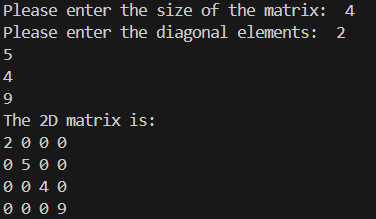 Please enter the size of the matrix:  4
Please enter the diagonal elements:  2
5
4
9
The 2D matrix is:
2 0 0 0
0 5 0 0
0 0 4 0
0 0 0 9